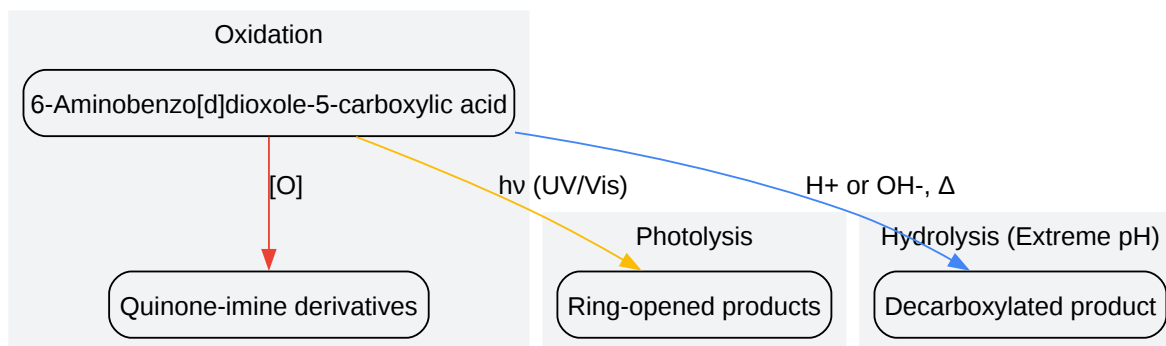 Oxidation
6-Aminobenzo[d]dioxole-5-carboxylic acid
[O]
hν (UV/Vis)
H+ or OH-, Δ
Photolysis
Hydrolysis (Extreme pH)
Quinone-imine derivatives
Ring-opened products
Decarboxylated product